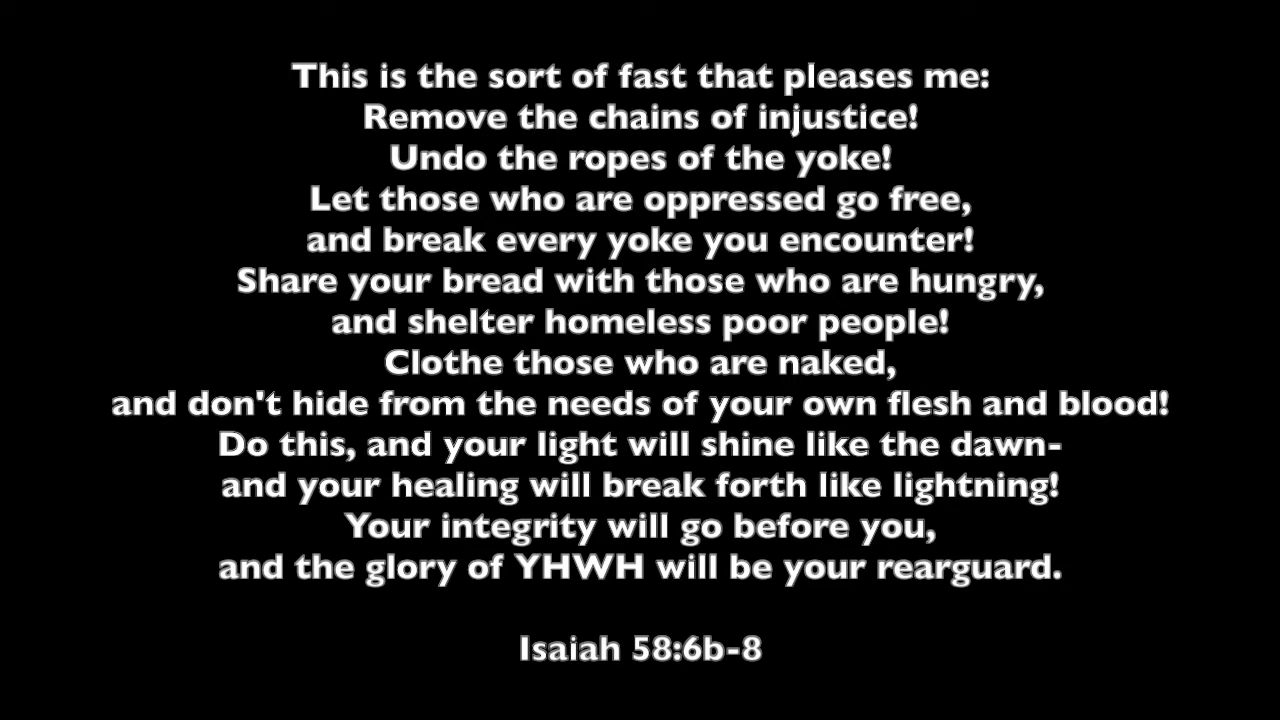 This is the sort of fast that pleases me:
Remove the chains of injustice!
Undo the ropes of the yoke!
Let those who are oppressed go free,
and break every yoke you encounter!
Share your bread with those who are hungry,
and shelter homeless poor people!
Clothe those who are naked,
and don't hide from the needs of your own flesh and blood!
Do this, and your light will shine like the dawn-
and your healing will break forth like lightning!
Your integrity will go before you,
and the glory of YHWH will be your rearguard.
Isaiah 58:6b-8